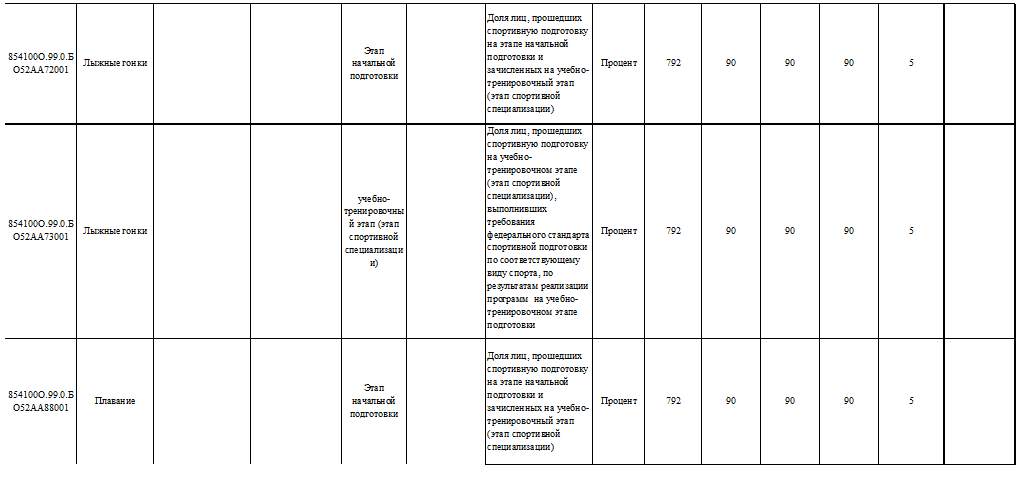 854100О.99.0.Б
О52АА72001
Лыжные гонки
Этап
начальной
подготовки
Доля лиц, прошедших
спортивную подготовку
на этапе начальной
подготовки и
зачисленных на учебно-
тренировочный этап
(этап спортивной
специализации)
Процент
792
90
90
90
5
854100О.99.0.Б
О52АА73001
Лыжные гонки
учебно-
тренировочны
й этап (этап
спортивной
специализаци
и)
Доля лиц, прошедших
спортивную подготовку
на учебно-
тренировочном этапе
(этап спортивной
специализации),
выполнивших
требования
федерального стандарта
спортивной подготовки
по соответствующему
виду спорта, по
результатам реализации
программ на учебно-
тренировочном этапе
подготовки
Процент
792
90
90
90
5
854100О.99.0.Б
О52АА88001
Плавание
Этап
начальной
подготовки
Доля лиц, прошедших
спортивную подготовку
на этапе начальной
подготовки и
зачисленных на учебно-
тренировочный этап
(этап спортивной
специализации)
Процент
792
90
90
90
5